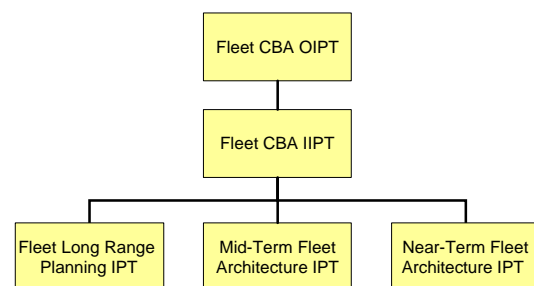 Fleet CBA OIPT
Fleet CBA IIPT
Fleet Long Range
Planning IPT
Mid-Term Fleet
Architecture IPT
Near-Term Fleet
Architecture IPT